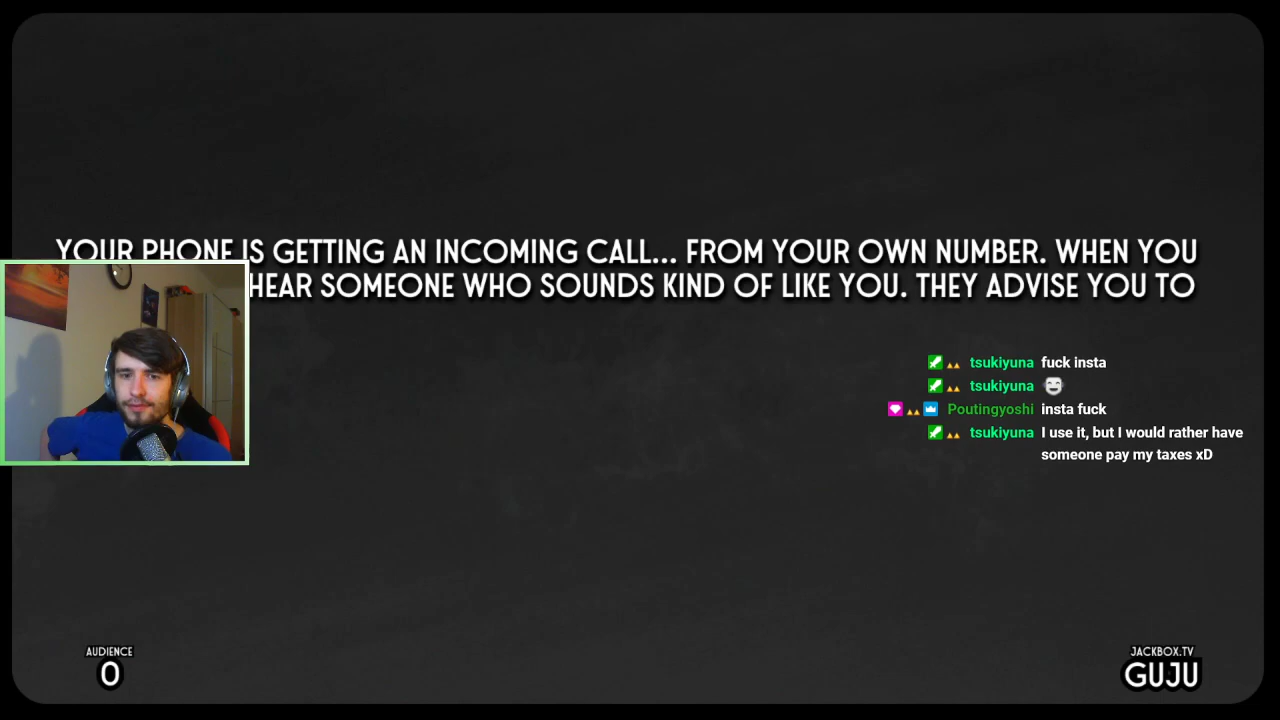 YOUR PHONE IS GETTING AN INCOMING CALL... FROM YOUR OWN NUMBER. WHEN YOU
HEAR SOMEONE WHO SOUNDS KIND OF LIKE YOU. THEY ADVISE YOU TO
tsukiyuna fuck insta
tsukiyuna
Poutingyoshi insta fuck
tsukiyuna I use it, but I would rather have
someone pay my taxes xD
AUDIENCE
0
JACKBOX.TV
GUJU